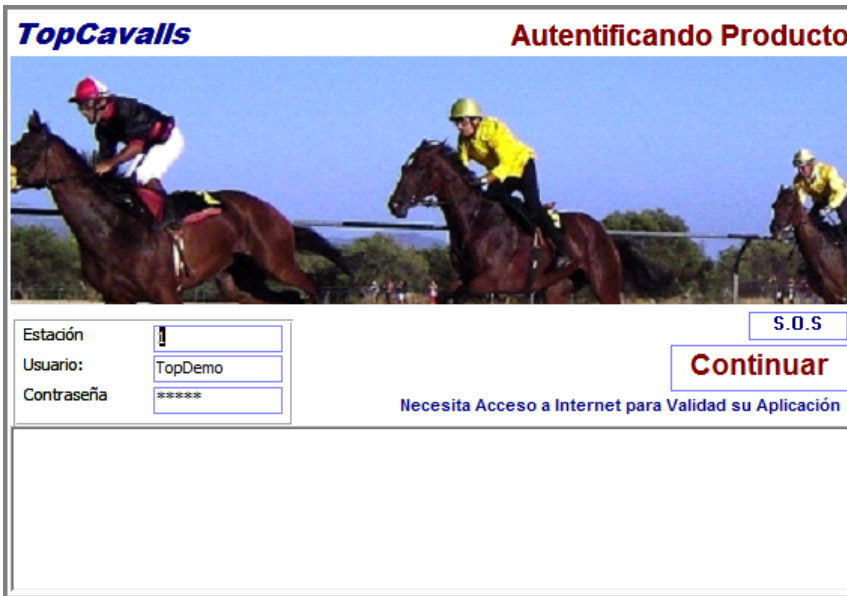 TopCavalls
Autentificando Producto
S.O.S
Estación 1
Usuario: TopDemo
Continuar
Contraseña *****
Necesita Acceso a Internet para Validad su Aplicación